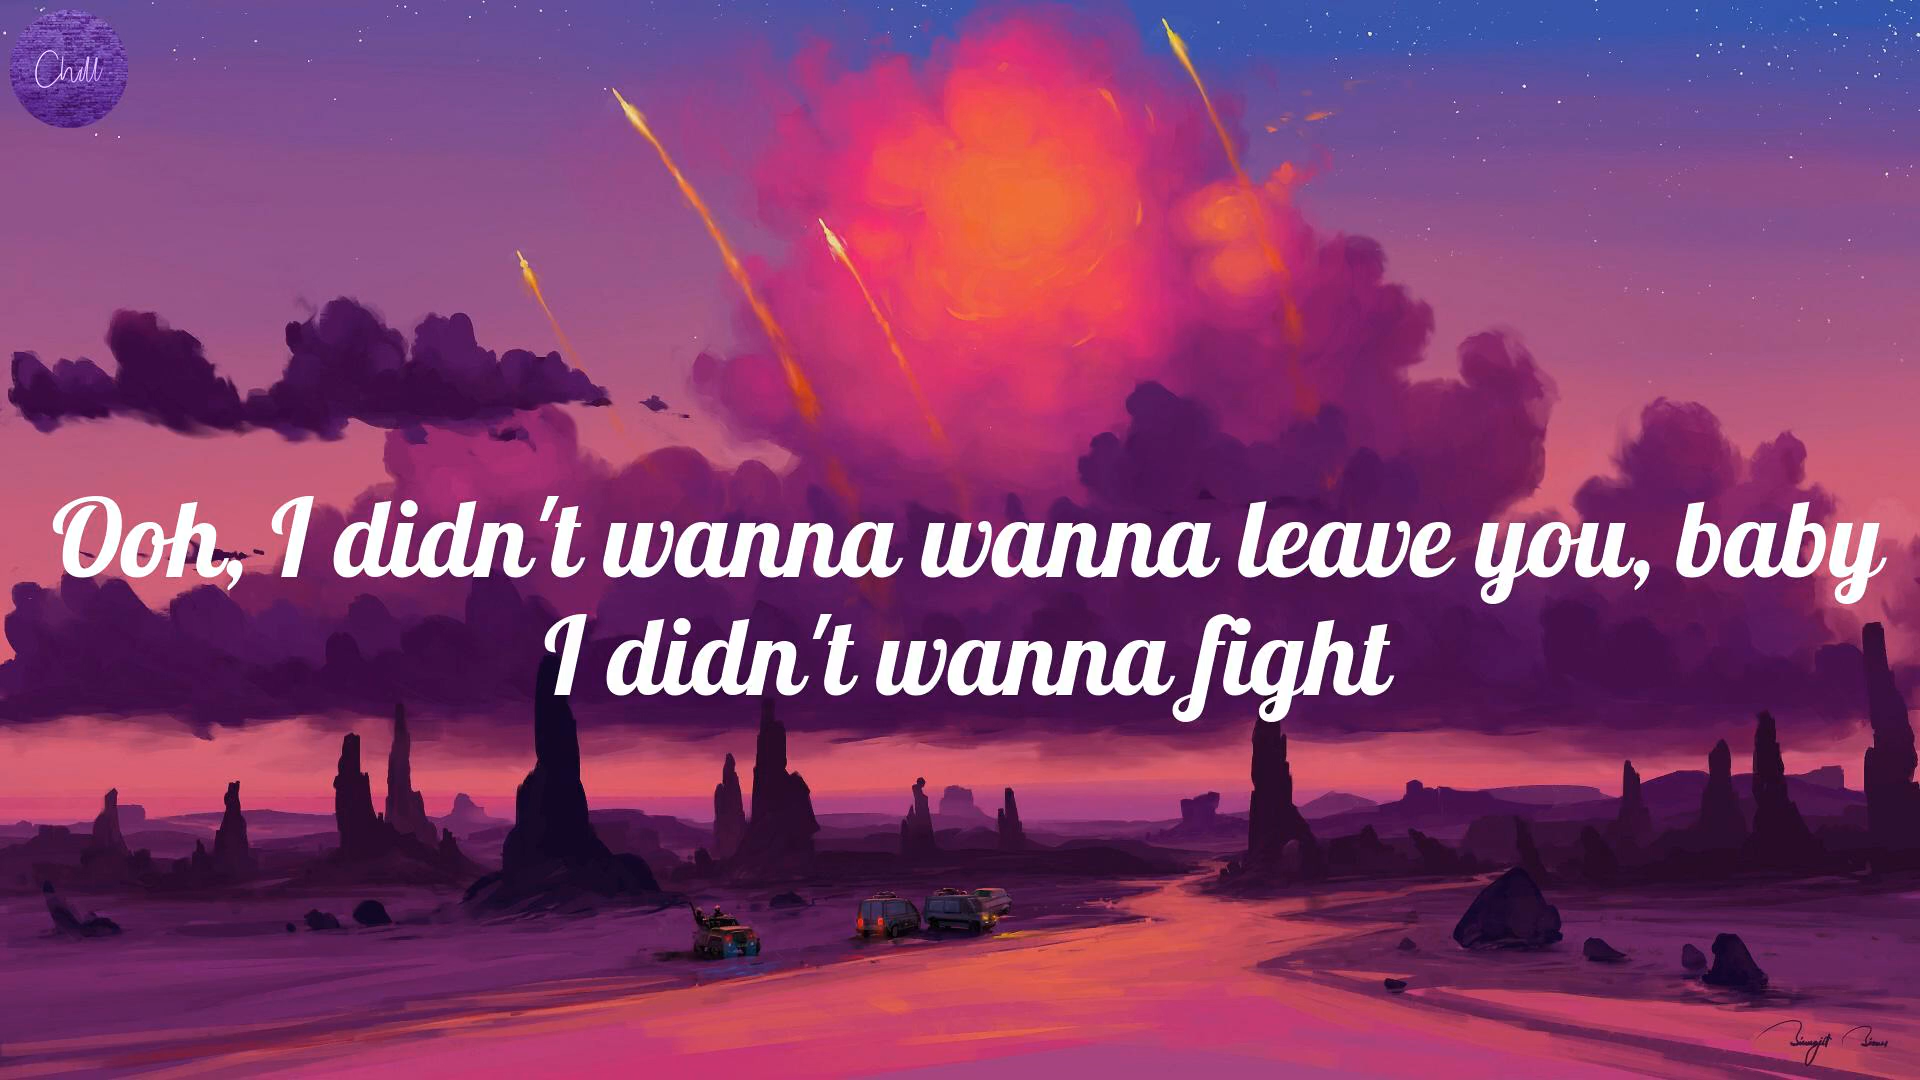 Chill
Ooh, I didn't wanna wanna leave you, baby
I didn't wanna fight